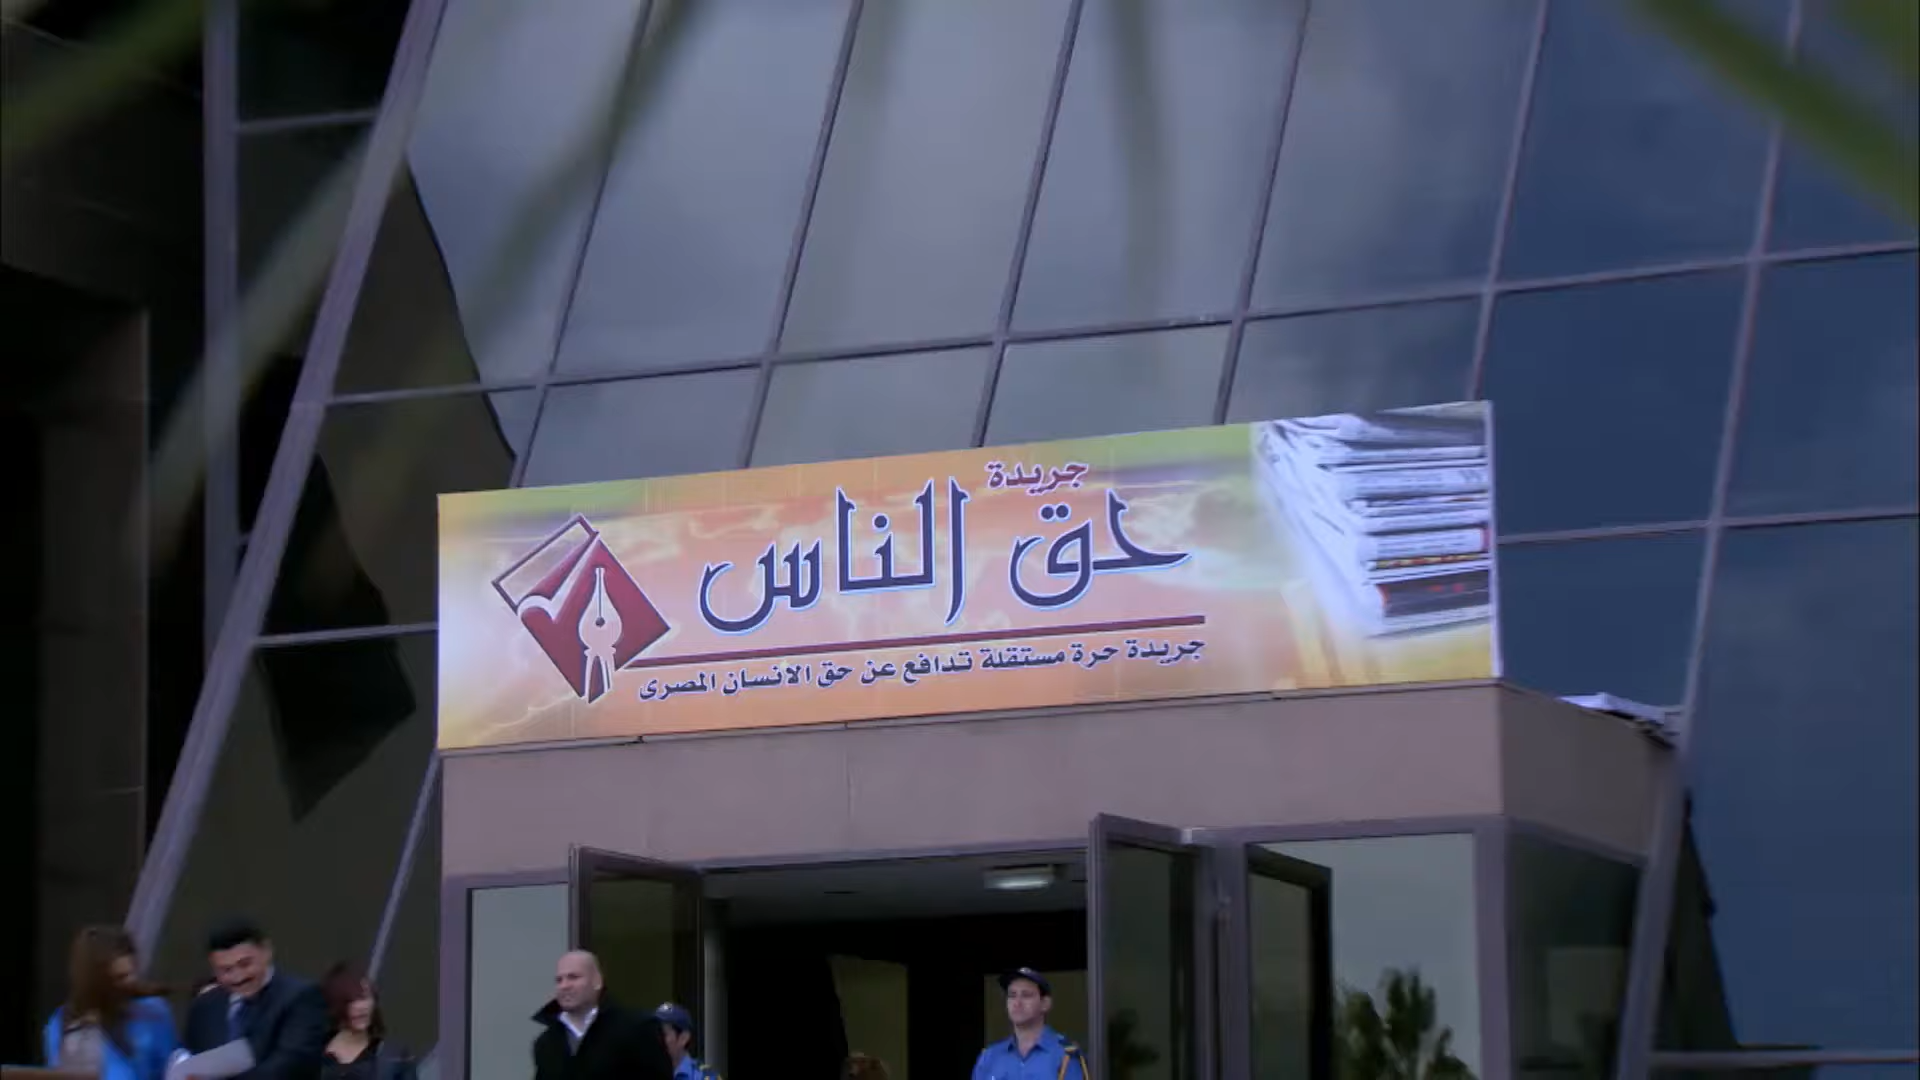 جريدة
حق الناس
جريدة حرة مستقلة تدافع عن حق الانسان المصرى